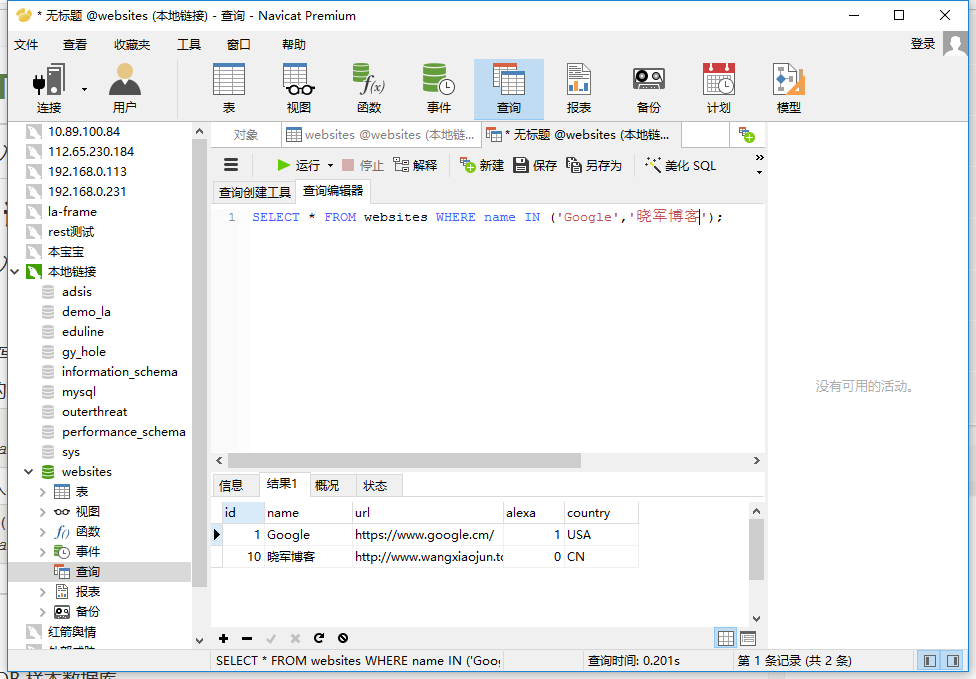 * 无标题 @websites (本地链接) - 查询 - Navicat Premium
文件 查看 收藏夹 工具 窗口 帮助 登录
连接 用户 表 视图 函数 事件 查询 报表 备份 计划 模型
10.89.100.84
112.65.230.184
192.168.0.113
192.168.0.231
la-frame
rest测试
本宝宝
本地链接
adsis
demo_la
eduline
gy_hole
information_schema
mysql
outerthreat
performance_schema
sys
websites
表
视图
函数
事件
查询
报表
备份
红箭舆情
对象 websites @websites (本地链... * 无标题 @websites (本地链...
运行 停止 解释 新建 保存 另存为 美化 SQL
查询创建工具 查询编辑器
1 SELECT * FROM websites WHERE name IN ('Google','晓军博客');
没有可用的活动。
信息 结果1 概况 状态
id name url alexa country
1 Google https://www.google.cm/ 1 USA
10 晓军博客 http://www.wangxiaojun.to 0 CN
SELECT * FROM websites WHERE name IN ('Goog 查询时间: 0.201s 第 1 条记录 (共 2 条)
样本数据库